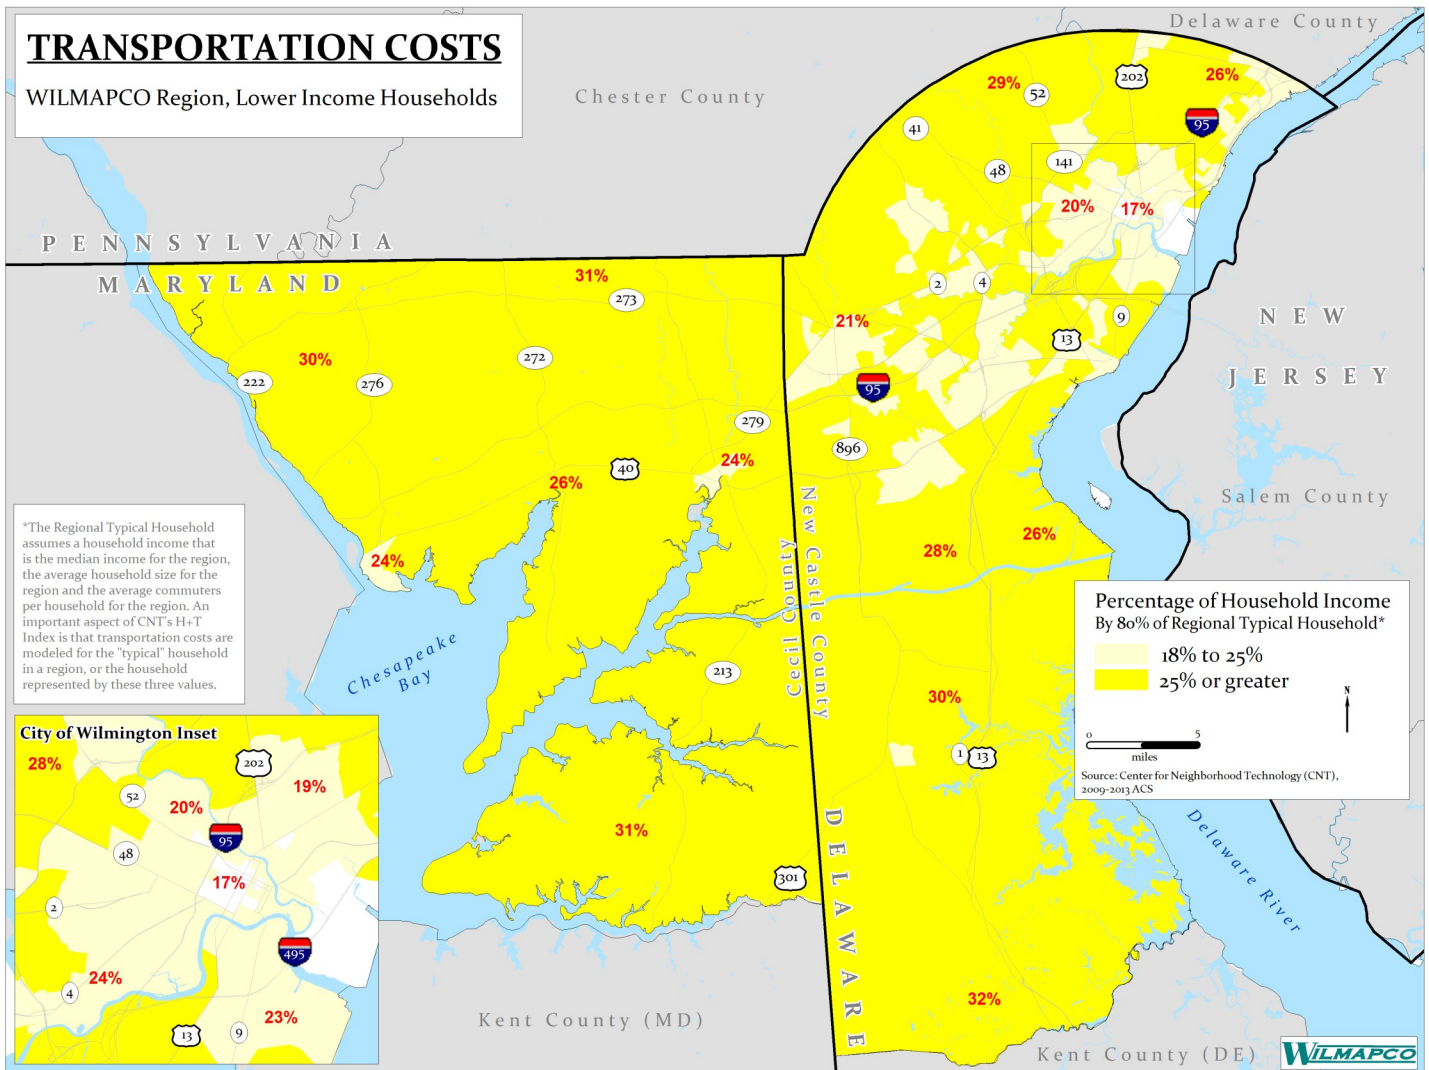 TRANSPORTATION COSTS
WILMAPCO Region, Lower Income Households
Delaware County
Chester County
PENNSYLVANIA
MARYLAND
NEW
JERSEY
Salem County
29%
52
202
26%
95
41
48
141
20%
17%
2
4
9
13
21%
95
896
31%
273
30%
272
222
276
279
40
24%
26%
24%
28%
26%
New Castle County
Cecil County
213
30%
1
13
31%
301
32%
DELAWARE
Chesapeake
Bay
Delaware River
Kent County (MD)
Kent County (DE)
*The Regional Typical Household
assumes a household income that
is the median income for the region,
the average household size for the
region and the average commuters
per household for the region. An
important aspect of CNT's H+T
Index is that transportation costs are
modeled for the "typical" household
in a region, or the household
represented by these three values.
City of Wilmington Inset
28%
202
52
19%
20%
95
48
17%
2
495
24%
4
23%
13
9
Percentage of Household Income
By 80% of Regional Typical Household*
18% to 25%
25% or greater
N
0 5
miles
Source: Center for Neighborhood Technology (CNT),
2009-2013 ACS
WILMAPCO